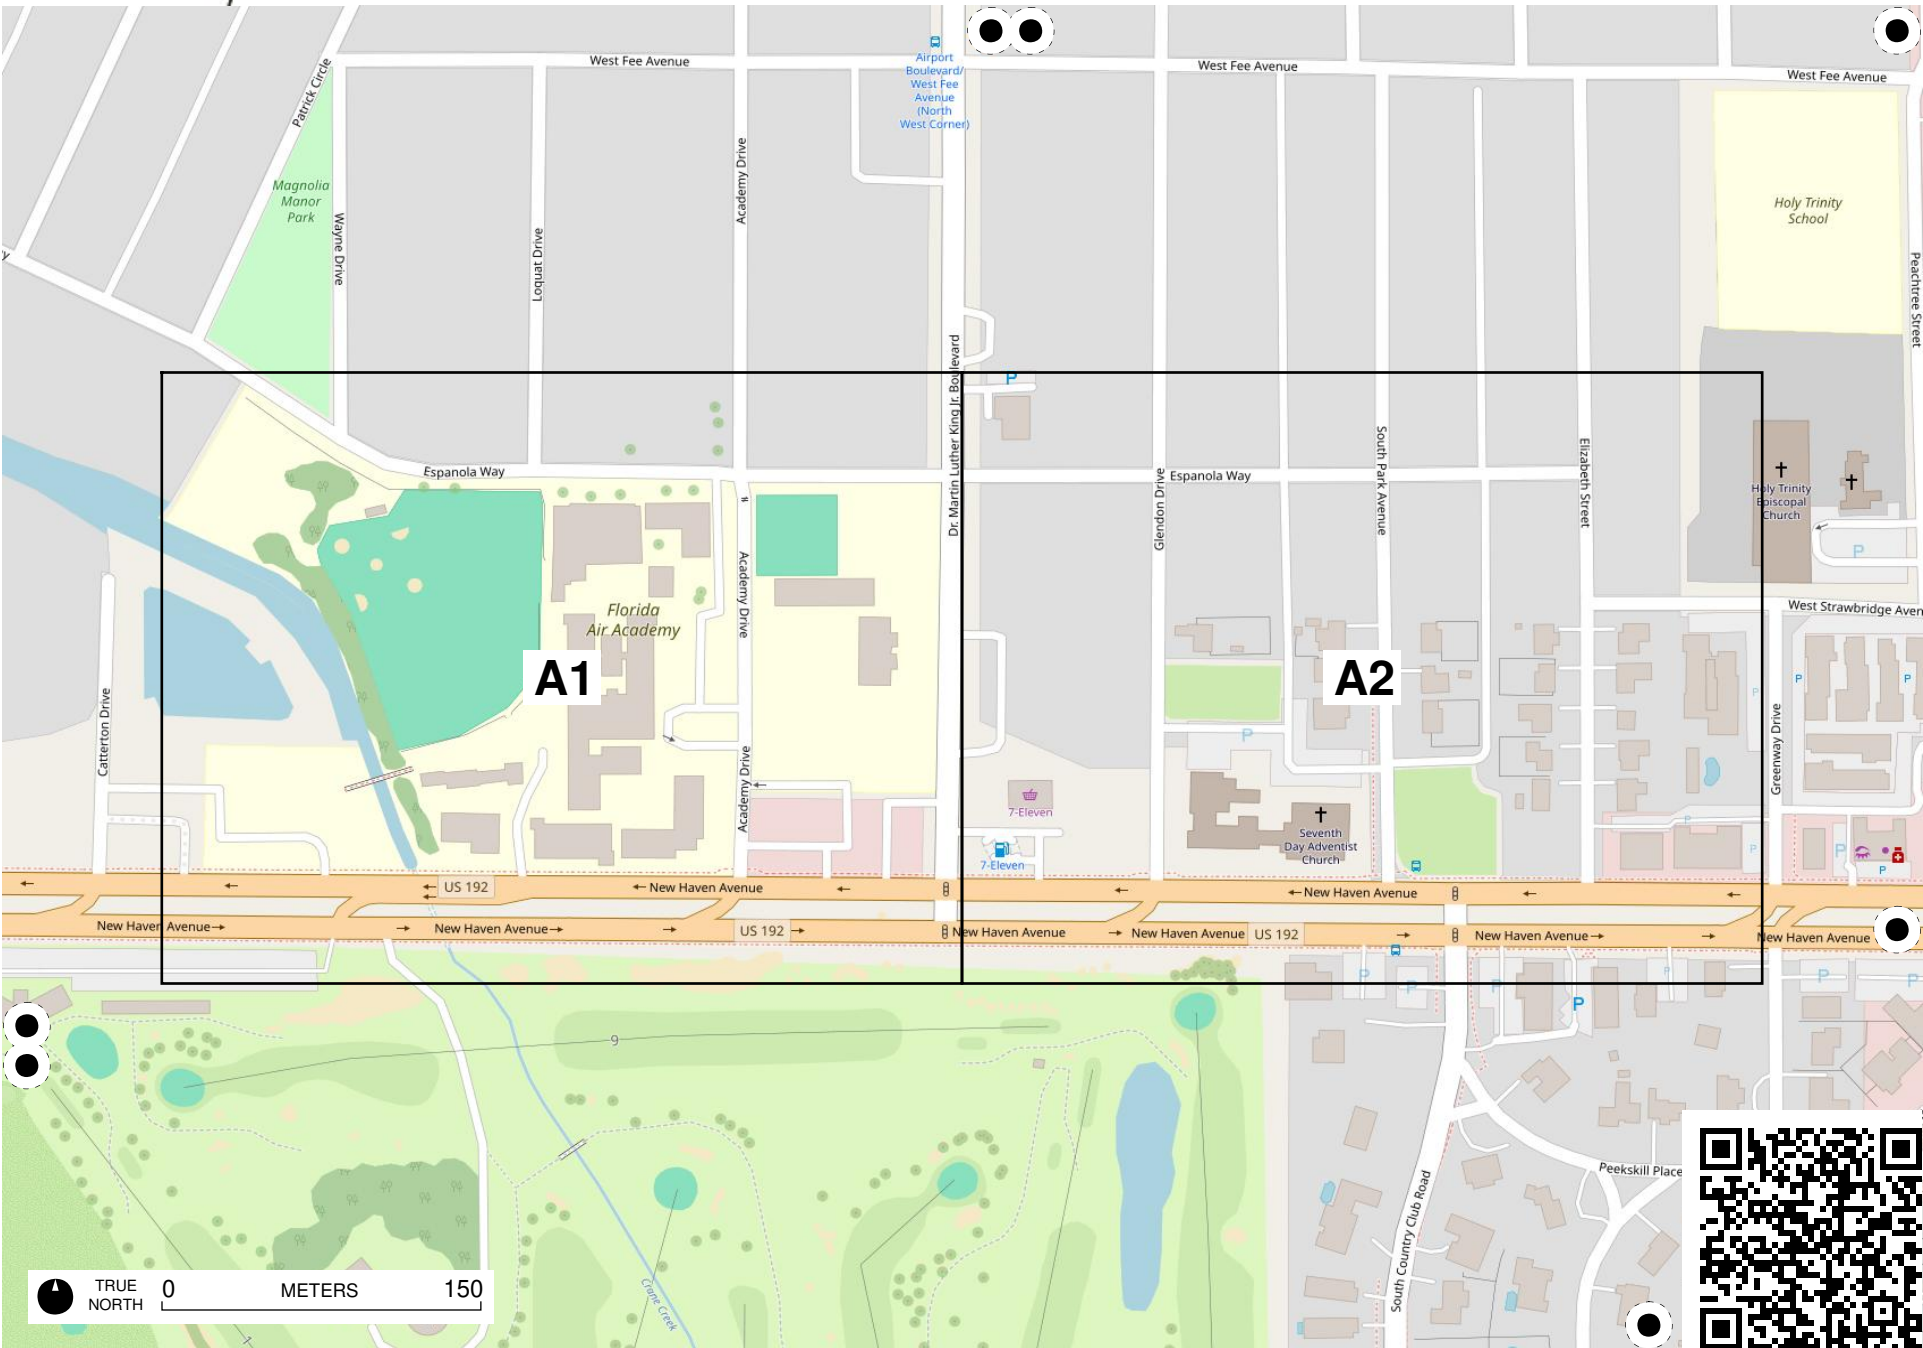 West Fee Avenue
Airport
Boulevard/
West Fee
Avenue
(North
West Corner)
West Fee Avenue
West Fee Avenue
Patrick Circle
Magnolia
Manor
Park
Wayne Drive
Loquat Drive
Academy Drive
Holy Trinity
School
Peachtree Street
Dr. Martin Luther King Jr. Boulevard
P
Espanola Way
Glendon Drive
Espanola Way
South Park Avenue
Elizabeth Street
Holy Trinity
Episcopal
Church
P
Academy Drive
Florida
Air Academy
West Strawbridge Aven
A1
A2
P
P
P
P
Catterton Drive
Academy Drive
Greenway Drive
7-Eleven
7-Eleven
Seventh
Day Adventist
Church
P
P
P
P
US 192
New Haven Avenue
New Haven Avenue
New Haven Avenue
New Haven Avenue
US 192
New Haven Avenue
New Haven Avenue
US 192
New Haven Avenue
New Haven Avenue
P
P
P
P
P
P
P
9
Peekskill Place
South Country Club Road
Crane Creek
1
TRUE
NORTH
0
METERS
150